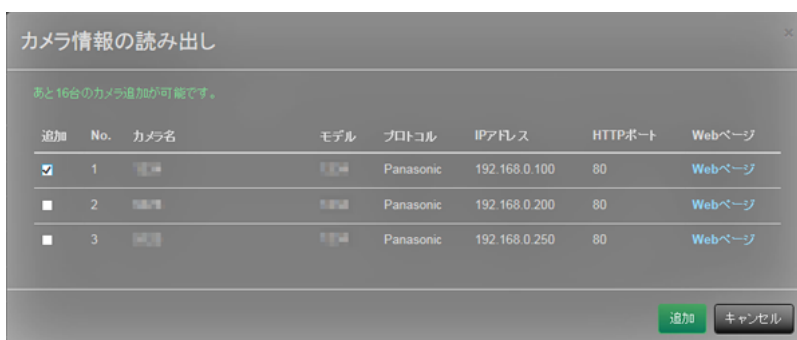 カメラ情報の読み出し ×
あと16台のカメラ追加が可能です。
追加 No. カメラ名 モデル プロトコル IPアドレス HTTPポート Webページ
1 Panasonic 192.168.0.100 80 Webページ
2 Panasonic 192.168.0.200 80 Webページ
3 Panasonic 192.168.0.250 80 Webページ
追加 キャンセル